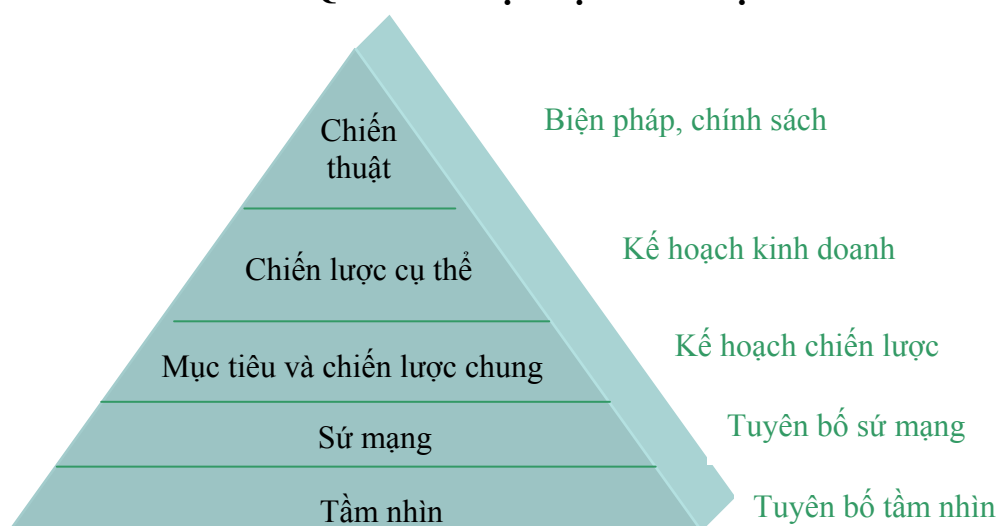 Chiến
thuật
Biện pháp, chính sách
Chiến lược cụ thể
Kế hoạch kinh doanh
Mục tiêu và chiến lược chung
Kế hoạch chiến lược
Sứ mạng
Tuyên bố sứ mạng
Tầm nhìn
Tuyên bố tầm nhìn